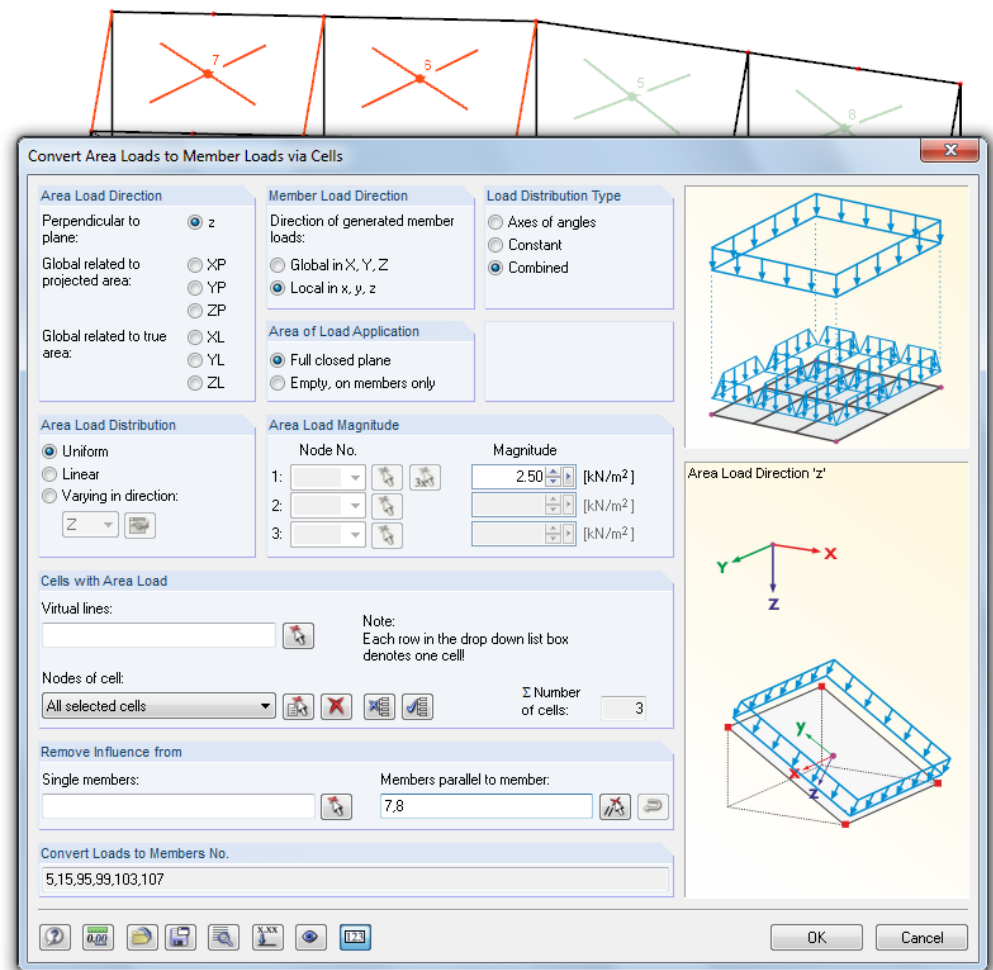 7
6
5
8
Convert Area Loads to Member Loads via Cells
Area Load Direction
Perpendicular to
plane:
z
Global related to
projected area:
XP
YP
ZP
Global related to true
area:
XL
YL
ZL
Member Load Direction
Direction of generated member
loads:
Global in X, Y, Z
Local in x, y, z
Area of Load Application
Full closed plane
Empty, on members only
Load Distribution Type
Axes of angles
Constant
Combined
Area Load Distribution
Uniform
Linear
Varying in direction:
Z
Area Load Magnitude
Node No. Magnitude
1: 3x 2.50 [kN/m²]
2: [kN/m²]
3: [kN/m²]
Area Load Direction 'z'
X
Y
Z
y
x
z
Cells with Area Load
Virtual lines:
Note:
Each row in the drop down list box
denotes one cell!
Nodes of cell:
All selected cells
Σ Number
of cells: 3
Remove Influence from
Single members:
Members parallel to member:
7,8
Convert Loads to Members No.
5,15,95,99,103,107
0.00
x.xx
123
OK Cancel